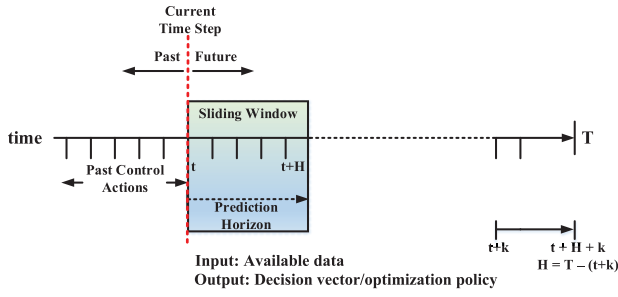 Current
Time Step
Past
Future
Sliding Window
time
T
t
t+H
Past Control
Actions
Prediction
Horizon
t+k
t + H + k
H = T – (t+k)
Input: Available data
Output: Decision vector/optimization policy